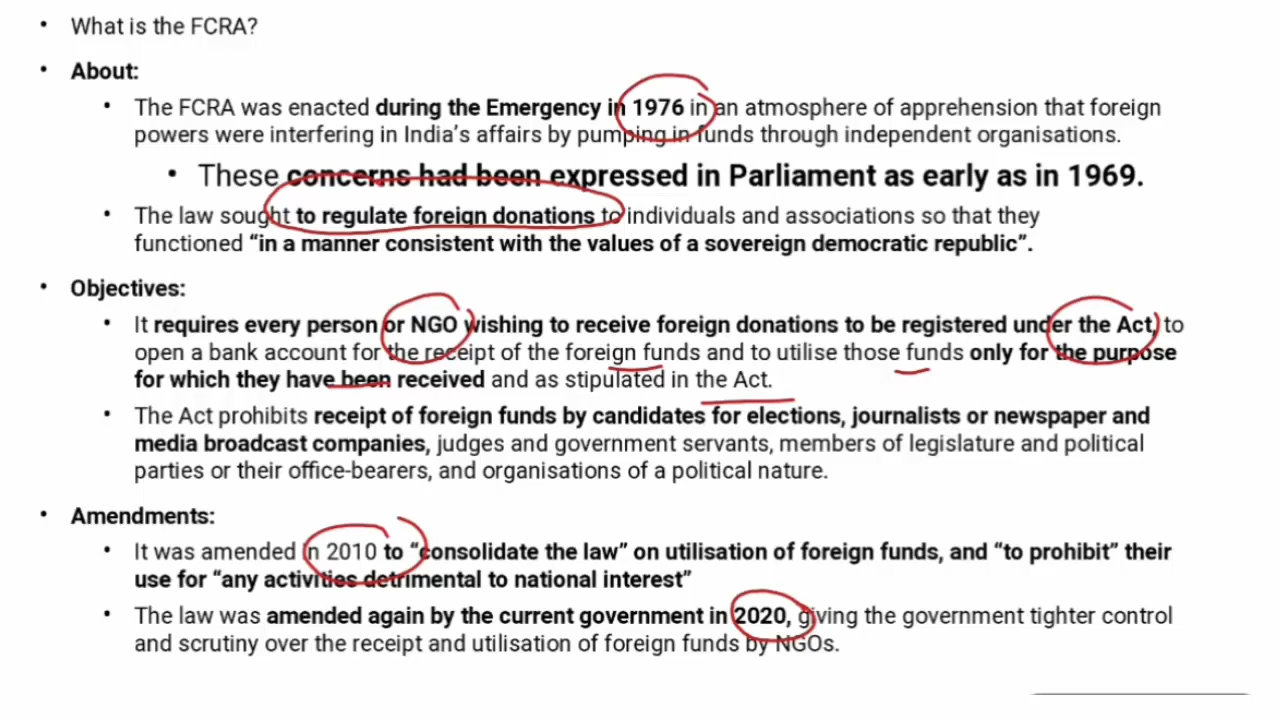 • What is the FCRA?
• About:
• The FCRA was enacted during the Emergency in 1976 in an atmosphere of apprehension that foreign
powers were interfering in India's affairs by pumping in funds through independent organisations.
• These concerns had been expressed in Parliament as early as in 1969.
• The law sought to regulate foreign donations to individuals and associations so that they
functioned “in a manner consistent with the values of a sovereign democratic republic”.
• Objectives:
• It requires every person or NGO wishing to receive foreign donations to be registered under the Act, to
open a bank account for the receipt of the foreign funds and to utilise those funds only for the purpose
for which they have been received and as stipulated in the Act.
• The Act prohibits receipt of foreign funds by candidates for elections, journalists or newspaper and
media broadcast companies, judges and government servants, members of legislature and political
parties or their office-bearers, and organisations of a political nature.
• Amendments:
• It was amended in 2010 to “consolidate the law” on utilisation of foreign funds, and “to prohibit” their
use for “any activities detrimental to national interest”
• The law was amended again by the current government in 2020, giving the government tighter control
and scrutiny over the receipt and utilisation of foreign funds by NGOs.